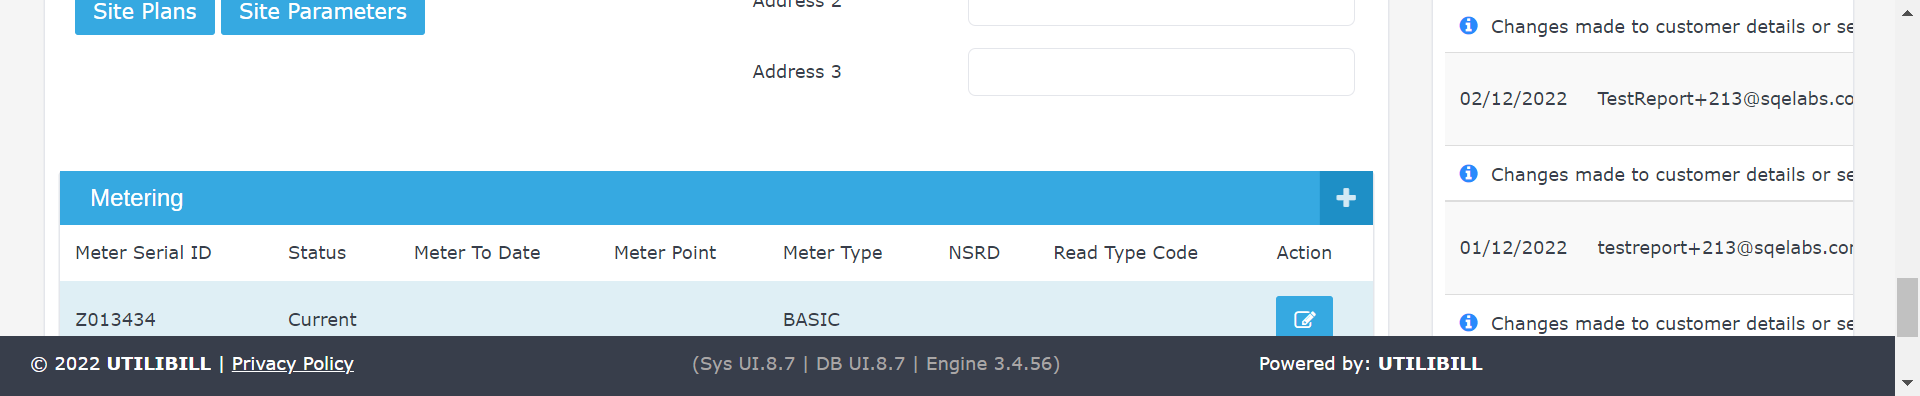 Site Plans Site Parameters
Address 2
Address 3
Metering
Meter Serial ID Status Meter To Date Meter Point Meter Type NSRD Read Type Code Action
Z013434 Current BASIC
Changes made to customer details or se
02/12/2022 TestReport+213@sqelabs.co
Changes made to customer details or se
01/12/2022 testreport+213@sqelabs.com
Changes made to customer details or se
© 2022 UTILIBILL | Privacy Policy (Sys UI.8.7 | DB UI.8.7 | Engine 3.4.56) Powered by: UTILIBILL